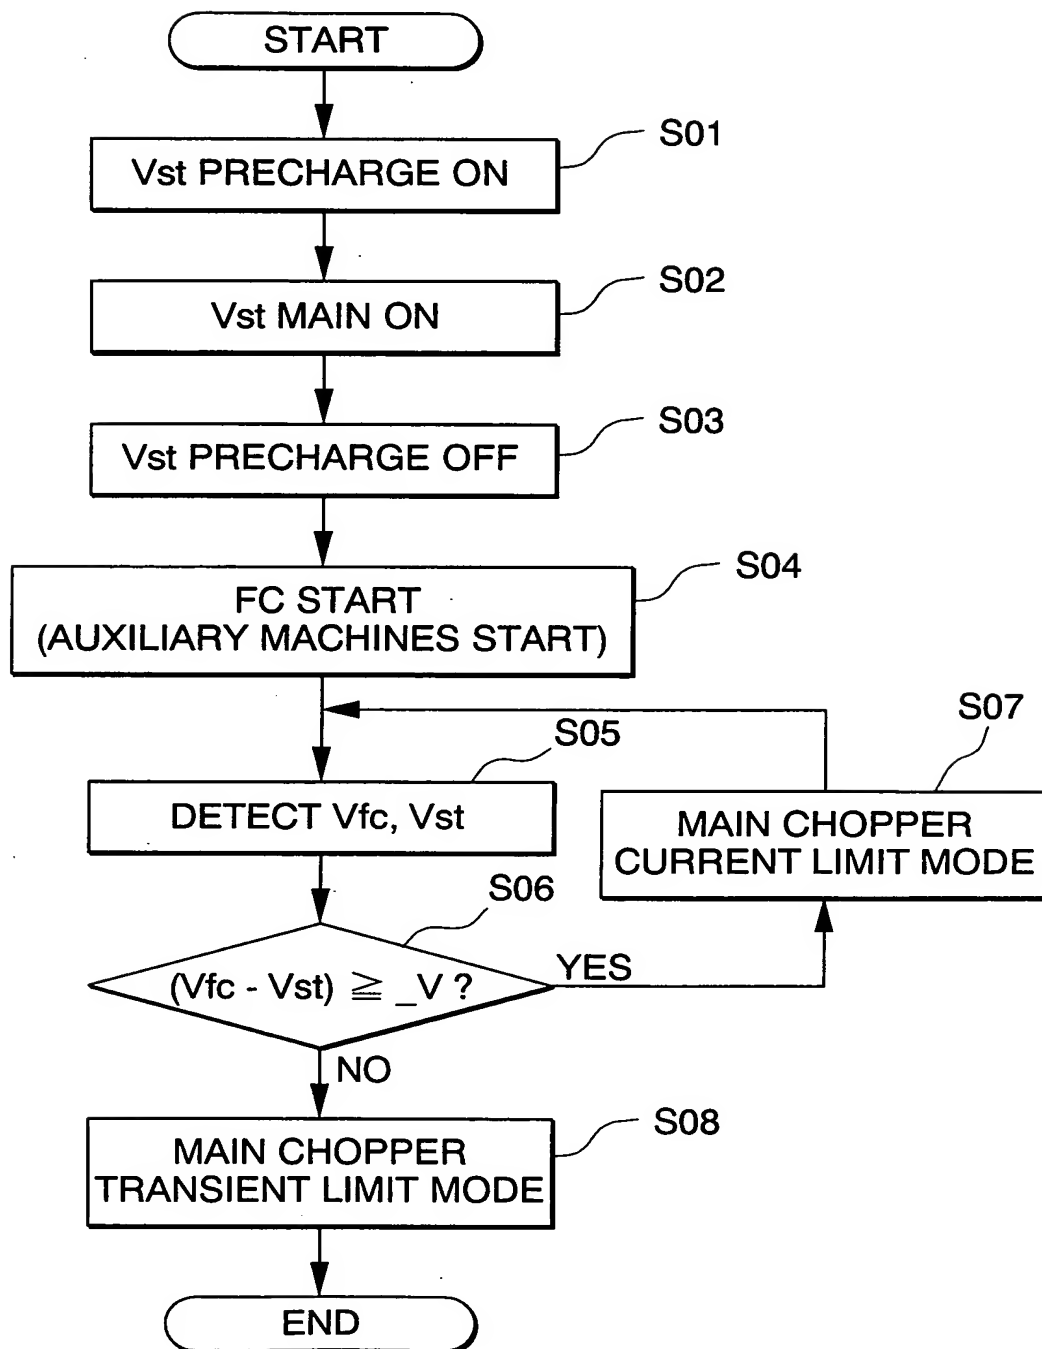 START
S01
Vst PRECHARGE ON
S02
Vst MAIN ON
S03
Vst PRECHARGE OFF
S04
FC START
(AUXILIARY MACHINES START)
S05
S07
DETECT Vfc, Vst
MAIN CHOPPER
CURRENT LIMIT MODE
S06
(Vfc - Vst) ≧ _V ?
YES
NO
S08
MAIN CHOPPER
TRANSIENT LIMIT MODE
END